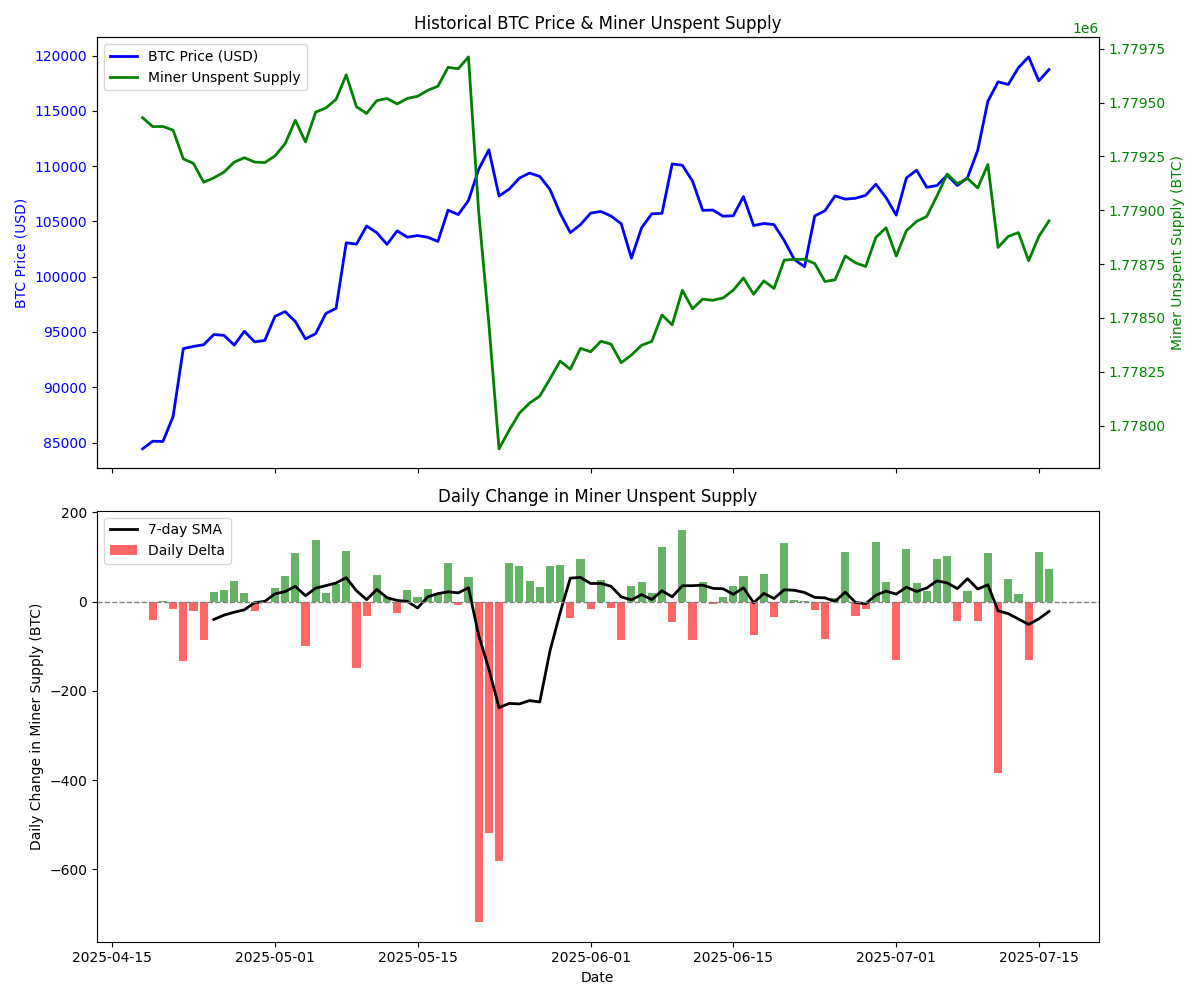 Historical BTC Price & Miner Unspent Supply
1e6
BTC Price (USD)
Miner Unspent Supply
120000
115000
110000
105000
100000
95000
90000
85000
BTC Price (USD)
1.77975
1.77950
1.77925
1.77900
1.77875
1.77850
1.77825
1.77800
Miner Unspent Supply (BTC)
Daily Change in Miner Unspent Supply
7-day SMA
Daily Delta
200
0
−200
−400
−600
Daily Change in Miner Supply (BTC)
2025-04-15
2025-05-01
2025-05-15
2025-06-01
2025-06-15
2025-07-01
2025-07-15
Date